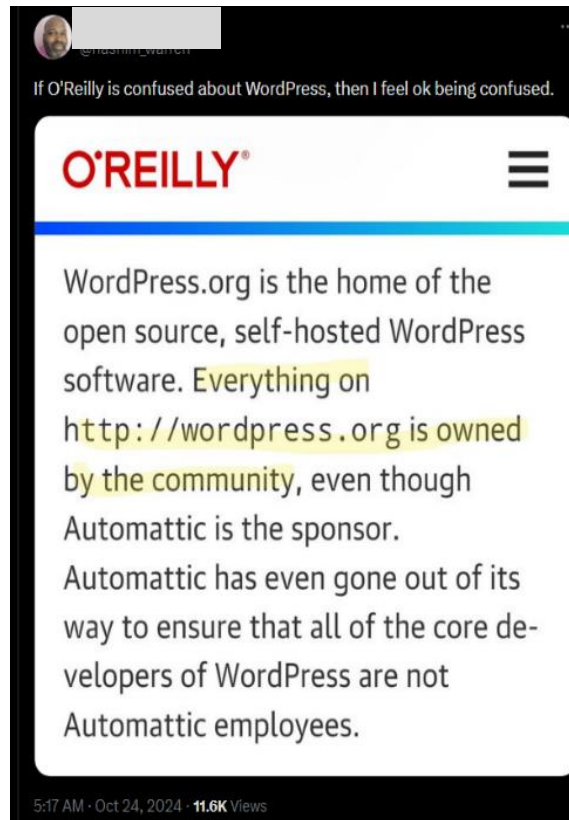 If O'Reilly is confused about WordPress, then I feel ok being confused.
O'REILLY®
WordPress.org is the home of the
open source, self-hosted WordPress
software. Everything on
http://wordpress.org is owned
by the community, even though
Automattic is the sponsor.
Automattic has even gone out of its
way to ensure that all of the core de-
velopers of WordPress are not
Automattic employees.
5:17 AM · Oct 24, 2024 · 11.6K Views